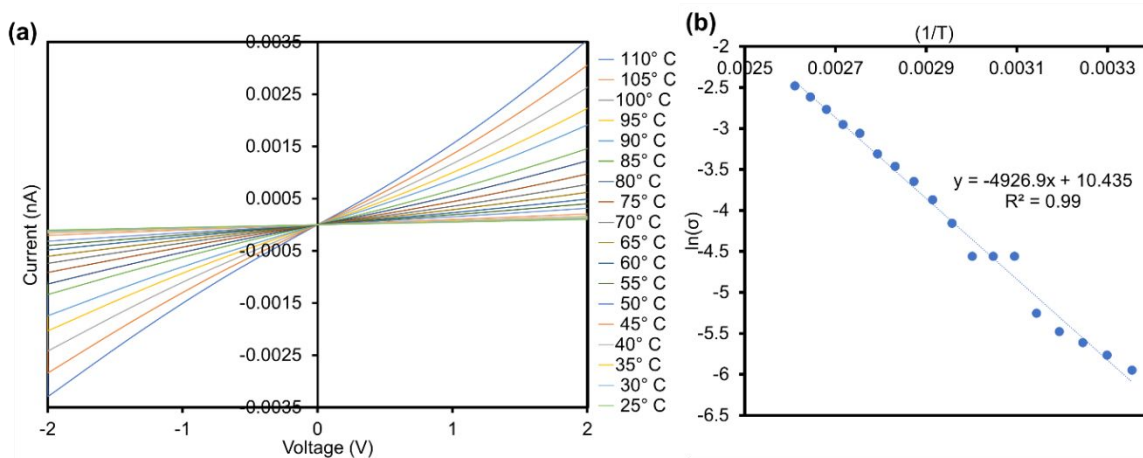 (a)
0.0035
0.0025
0.0015
0.0005
-0.0005
-0.0015
-0.0025
-0.0035
Current (nA)
-2
-1
0
1
2
Voltage (V)
110° C
105° C
100° C
95° C
90° C
85° C
80° C
75° C
70° C
65° C
60° C
55° C
50° C
45° C
40° C
35° C
30° C
25° C
(b)
(1/T)
0.0025
0.0027
0.0029
0.0031
0.0033
-2
-2.5
-3
-3.5
-4
-4.5
-5
-5.5
-6
-6.5
ln(σ)
y = -4926.9x + 10.435
R² = 0.99